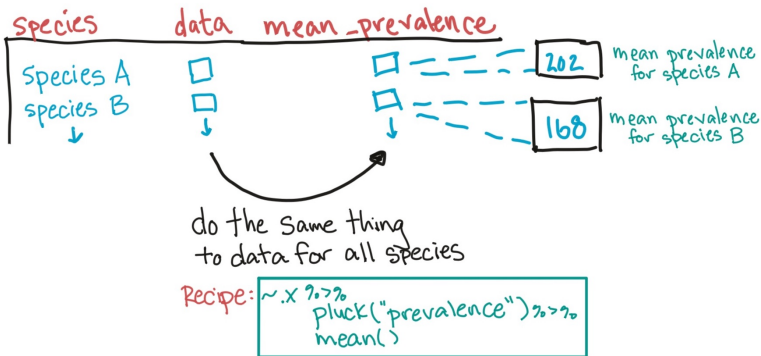 species data mean_prevalence
Species A
species B
202
mean prevalence
for species A
168
mean prevalence
for species B
do the same thing
to data for all species
Recipe: ~.x %>%
pluck("prevalence") %>%
mean()